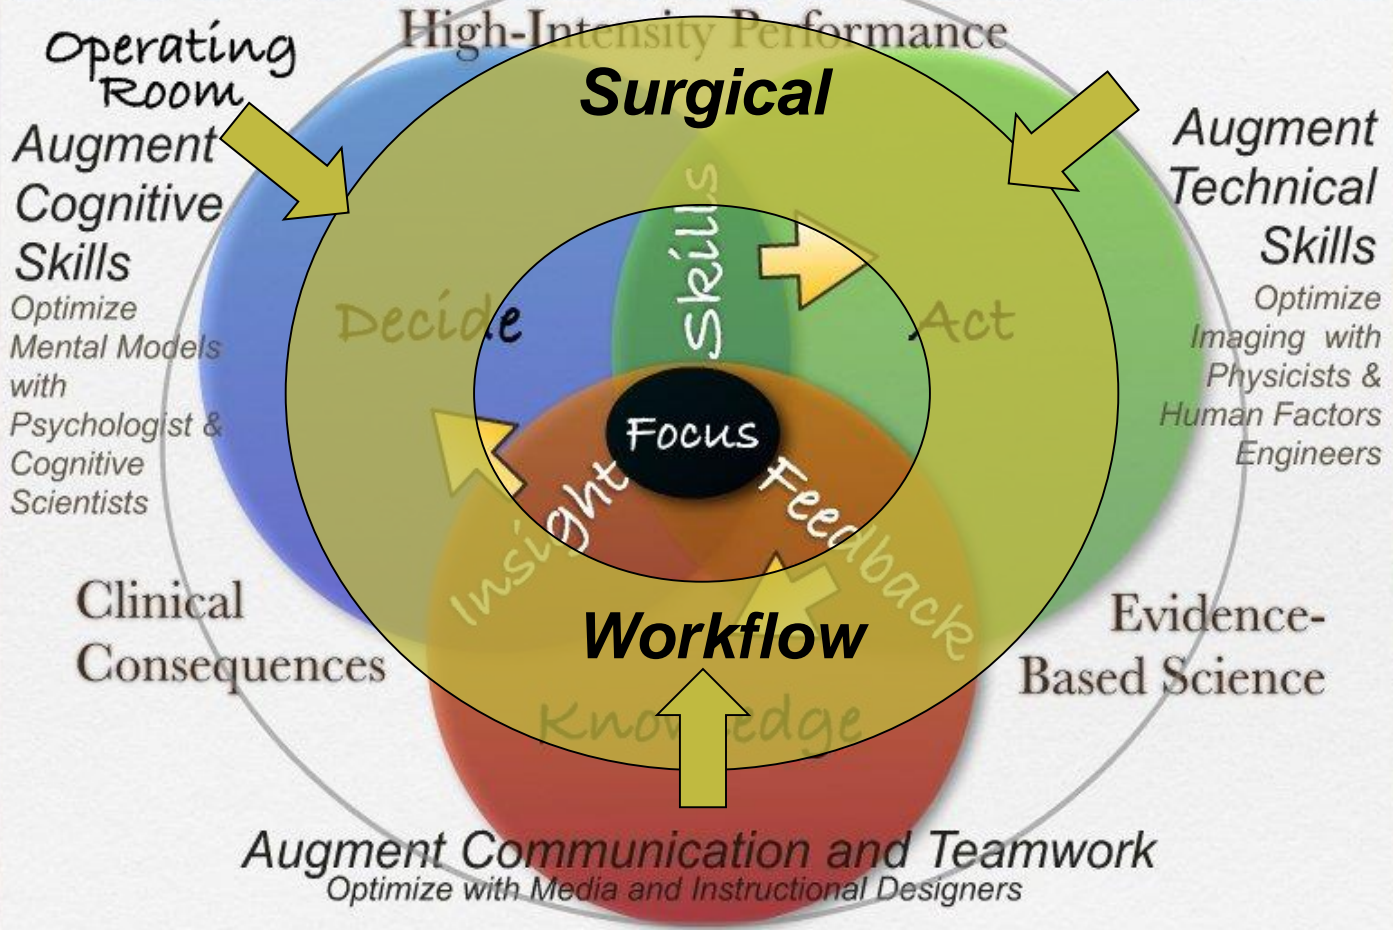 High-Intensity Performance
Operating
Room
Surgical
Augment
Cognitive
Skills
Optimize
Mental Models
with
Psychologist &
Cognitive
Scientists
Augment
Technical
Skills
Optimize
Imaging with
Physicists &
Human Factors
Engineers
Skills
Decide
Act
Focus
Insight
Feedback
Clinical
Consequences
Evidence-
Based Science
Workflow
Knowledge
Augment Communication and Teamwork
Optimize with Media and Instructional Designers